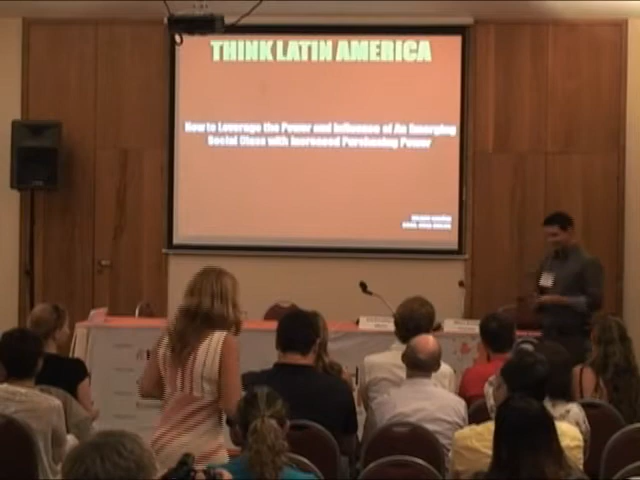 THINK LATIN AMERICA
How to Leverage the Power and Influence of An Emerging
Social Class with Increased Purchasing Power